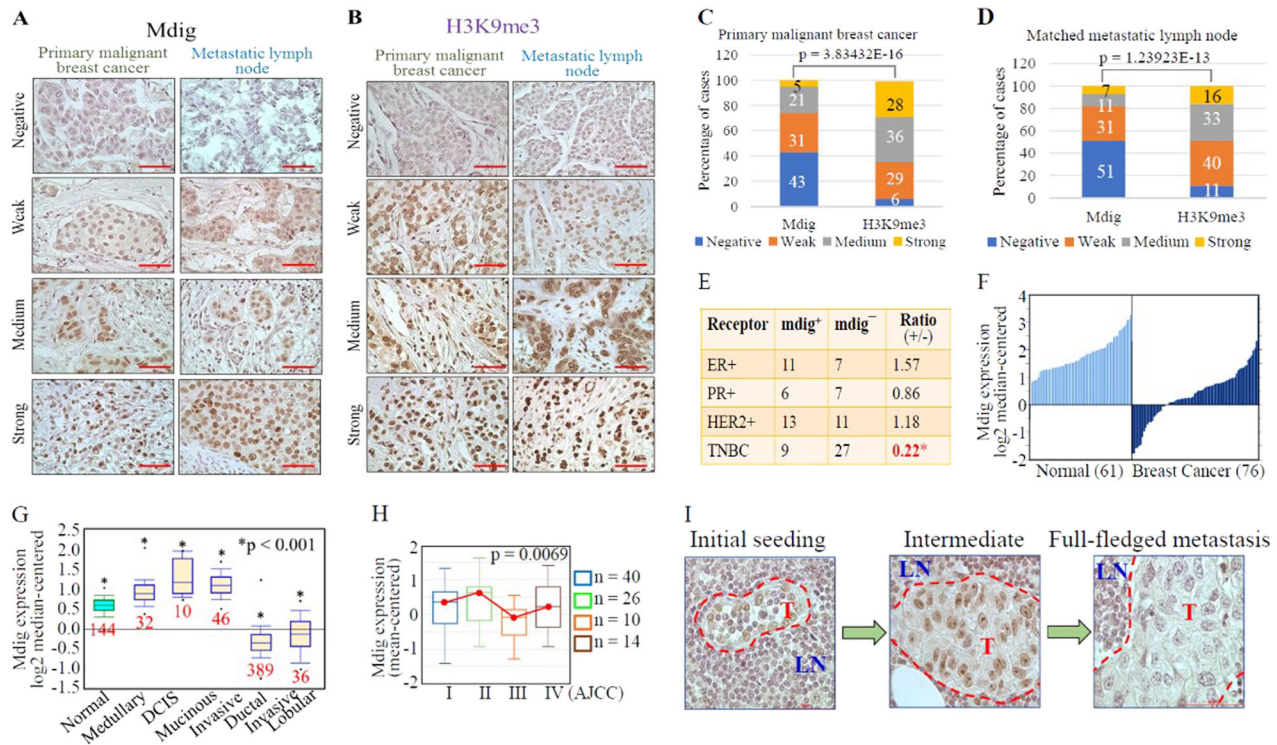 A
Mdig
Primary malignant
breast cancer
Metastatic lymph
node
Negative
Weak
Medium
Strong
B
H3K9me3
Primary malignant
breast cancer
Metastatic lymph
node
Negative
Weak
Medium
Strong
C
Primary malignant breast cancer
p = 3.83432E-16
Percentage of cases
120
100
80
60
40
20
0
5
21
31
43
28
36
29
6
Mdig H3K9me3
Negative Weak Medium Strong
D
Matched metastatic lymph node
p = 1.23923E-13
Percentage of cases
120
100
80
60
40
20
0
7
11
31
51
16
33
40
11
Mdig H3K9me3
Negative Weak Medium Strong
E
Receptor mdig+ mdig− Ratio (+/-)
ER+ 11 7 1.57
PR+ 6 7 0.86
HER2+ 13 11 1.18
TNBC 9 27 0.22*
F
Mdig expression
log2 median-centered
4
3
2
1
0
-1
-2
Normal (61) Breast Cancer (76)
G
Mdig expression
log2 median-centered
2.5
2.0
1.5
1.0
0.5
0.0
-0.5
-1.0
-1.5
*p < 0.001
* * * * * *
144 32 10 46 389 36
Normal
Medullary
DCIS
Mucinous
Invasive
Ductal
Invasive
Lobular
H
Mdig expression
(mean-centered)
2
1
0
-1
-2
p = 0.0069
n = 40
n = 26
n = 10
n = 14
I II III IV (AJCC)
I
Initial seeding
Intermediate
Full-fledged metastasis
T
LN
LN
T
LN
T